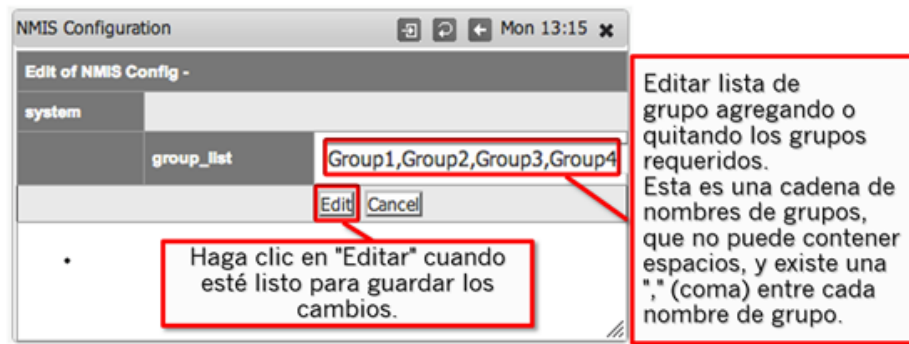 NMIS Configuration
Mon 13:15
Edit of NMIS Config -
system
group_list
Group1,Group2,Group3,Group4
Edit
Cancel
Haga clic en "Editar" cuando
esté listo para guardar los
cambios.
Editar lista de
grupo agregando o
quitando los grupos
requeridos.
Esta es una cadena de
nombres de grupos,
que no puede contener
espacios, y existe una
"," (coma) entre cada
nombre de grupo.